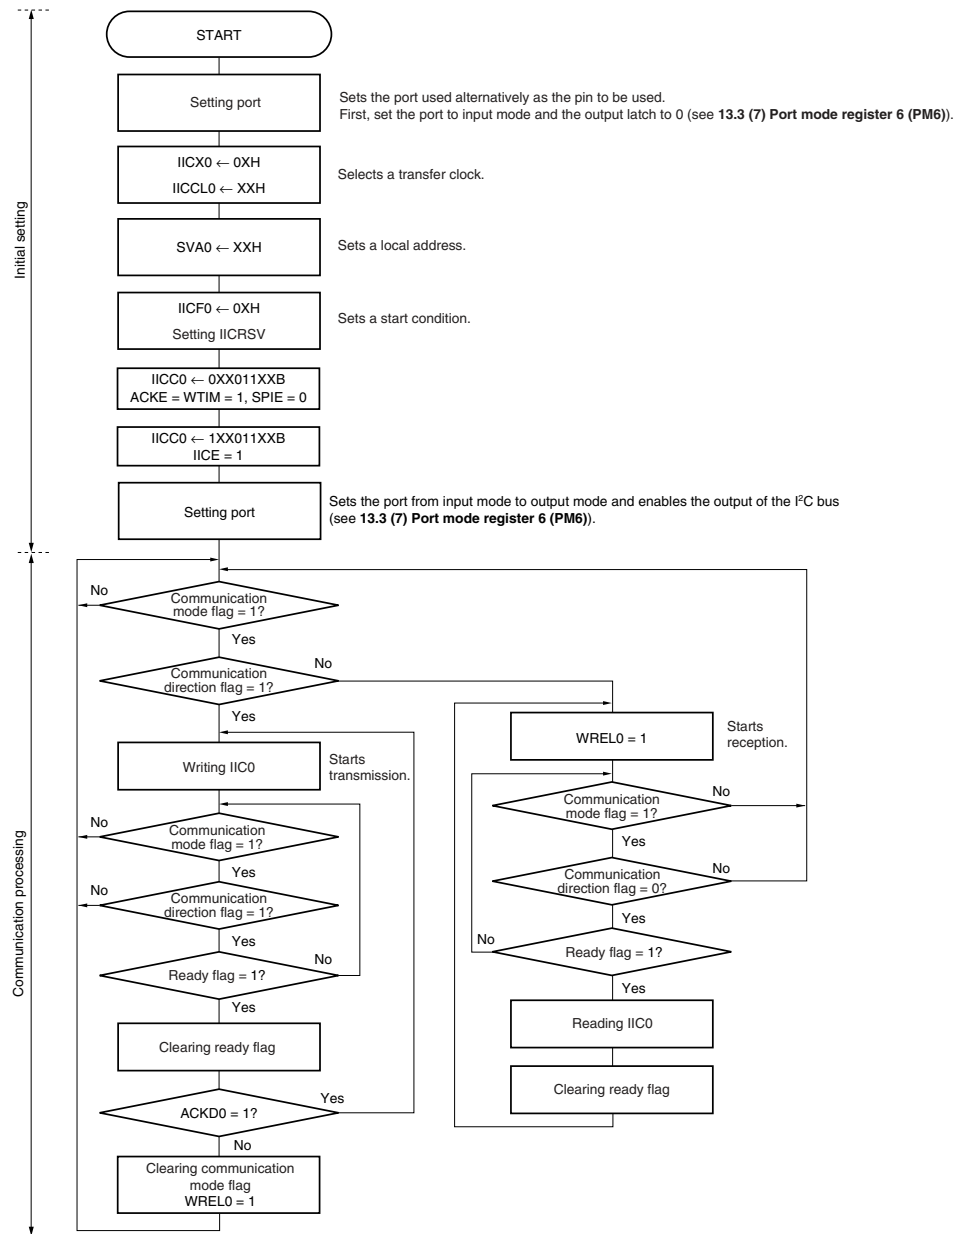 START
Setting port
Sets the port used alternatively as the pin to be used.
First, set the port to input mode and the output latch to 0 (see 13.3 (7) Port mode register 6 (PM6)).
IICX0 ← 0XH
IICCL0 ← XXH
Selects a transfer clock.
SVA0 ← XXH
Sets a local address.
IICF0 ← 0XH
Setting IICRSV
Sets a start condition.
IICC0 ← 0XX011XXB
ACKE = WTIM = 1, SPIE = 0
IICC0 ← 1XX011XXB
IICE = 1
Setting port
Sets the port from input mode to output mode and enables the output of the I²C bus
(see 13.3 (7) Port mode register 6 (PM6)).
Initial setting
Communication processing
No
Communication
mode flag = 1?
Yes
No
Communication
direction flag = 1?
Yes
Writing IIC0
Starts
transmission.
No
Communication
mode flag = 1?
Yes
No
Communication
direction flag = 1?
Yes
No
Ready flag = 1?
Yes
Clearing ready flag
Yes
ACKD0 = 1?
No
Clearing communication
mode flag
WREL0 = 1
WREL0 = 1
Starts
reception.
No
Communication
mode flag = 1?
Yes
No
Communication
direction flag = 0?
Yes
No
Ready flag = 1?
Yes
Reading IIC0
Clearing ready flag